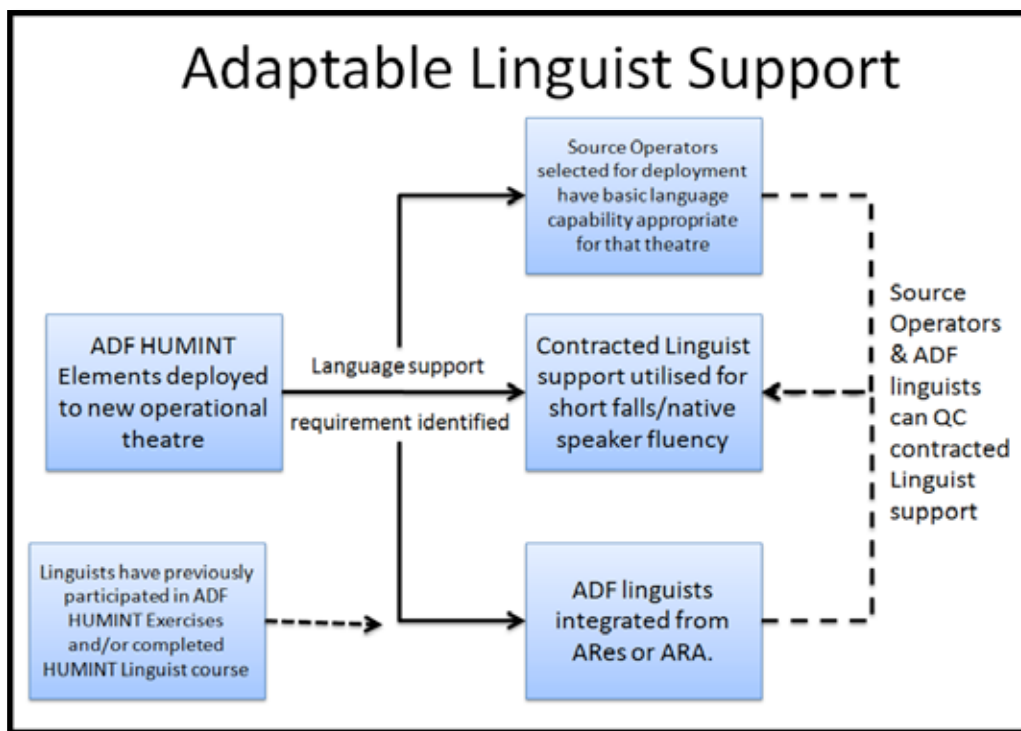 Adaptable Linguist Support
Source Operators
selected for deployment
have basic language
capability appropriate
for that theatre
ADF HUMINT
Elements deployed
to new operational
theatre
Language support
requirement identified
Contracted Linguist
support utilised for
short falls/native
speaker fluency
Source
Operators
& ADF
linguists
can QC
contracted
Linguist
support
Linguists have previously
participated in ADF
HUMINT Exercises
and/or completed
HUMINT Linguist course
ADF linguists
integrated from
ARes or ARA.